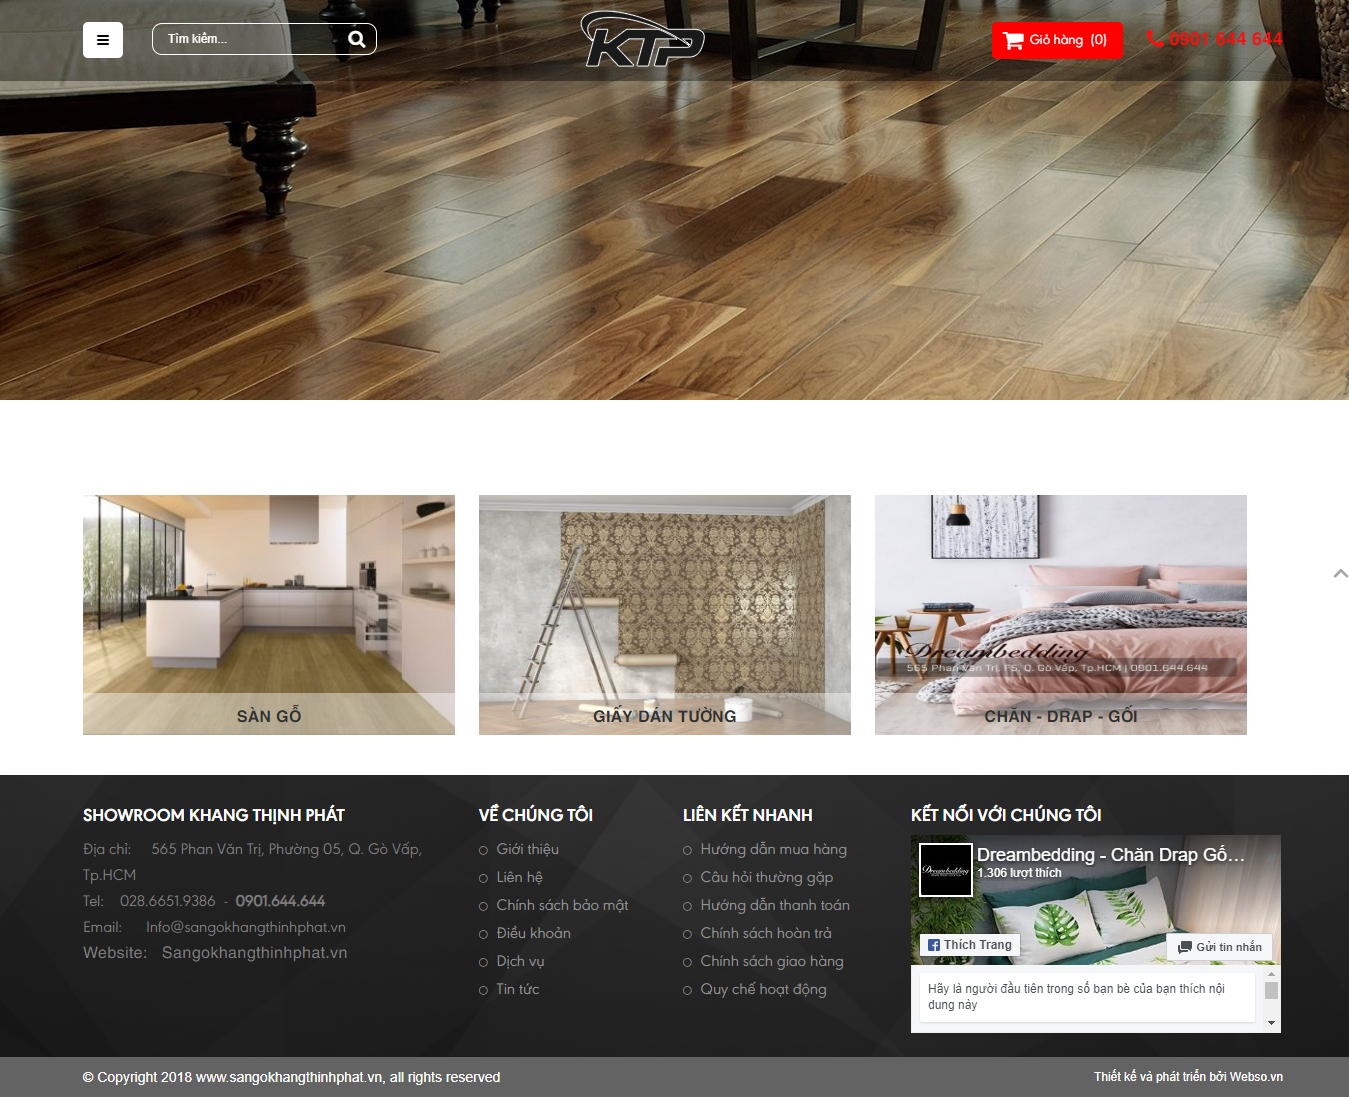 Tìm kiếm...
KTP
Giỏ hàng (0)
0901 644 644
Dreambedding
565 Phan Văn Trị, F5, Q. Gò Vấp, Tp.HCM | 0901.644.644
SÀN GỖ
GIẤY DÁN TƯỜNG
CHĂN - DRAP - GỐI
SHOWROOM KHANG THỊNH PHÁT
Địa chỉ: 565 Phan Văn Trị, Phường 05, Q. Gò Vấp,
Tp.HCM
Tel: 028.6651.9386 - 0901.644.644
Email: Info@sangokhangthinhphat.vn
Website: Sangokhangthinhphat.vn
VỀ CHÚNG TÔI
Giới thiệu
Liên hệ
Chính sách bảo mật
Điều khoản
Dịch vụ
Tin tức
LIÊN KẾT NHANH
Hướng dẫn mua hàng
Câu hỏi thường gặp
Hướng dẫn thanh toán
Chính sách hoàn trả
Chính sách giao hàng
Quy chế hoạt động
KẾT NỐI VỚI CHÚNG TÔI
Dreambedding
Dreambedding - Chăn Drap Gố...
1.306 lượt thích
Thích Trang
Gửi tin nhắn
Hãy là người đầu tiên trong số bạn bè của bạn thích nội
dung này
© Copyright 2018 www.sangokhangthinhphat.vn, all rights reserved
Thiết kế và phát triển bởi Webso.vn